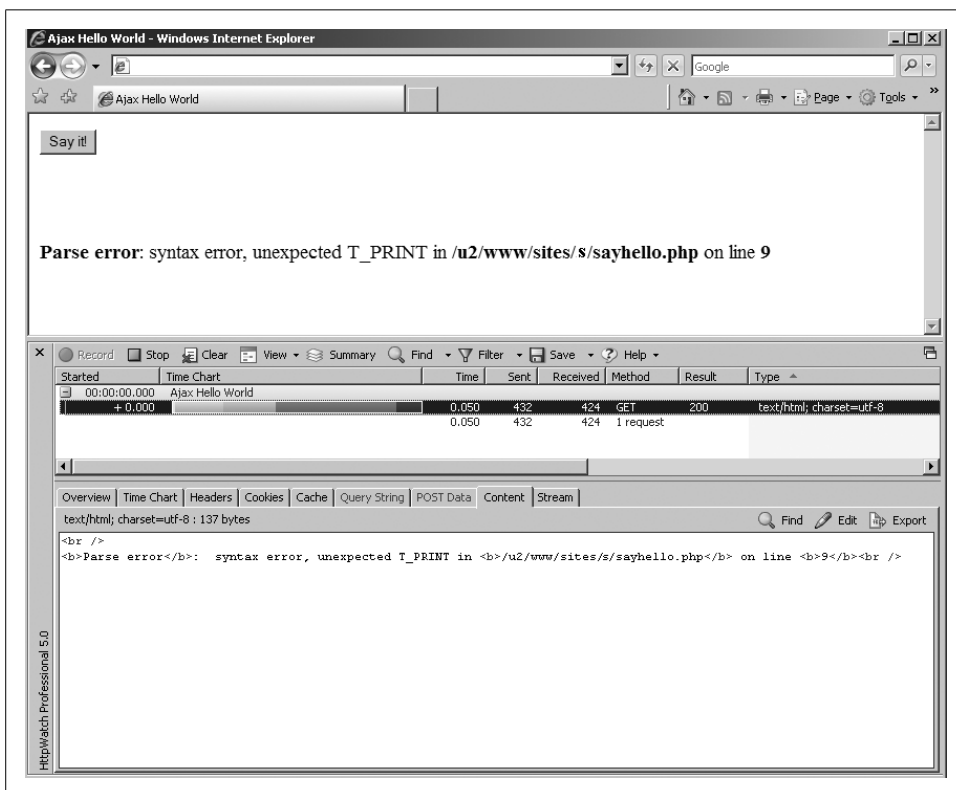 Ajax Hello World - Windows Internet Explorer
Google
Ajax Hello World
Page Tools »
Say it!
Parse error: syntax error, unexpected T_PRINT in /u2/www/sites/s/sayhello.php on line 9
Record Stop Clear View Summary Find Filter Save Help
Started Time Chart Time Sent Received Method Result Type
00:00:00.000 Ajax Hello World
+ 0.000 0.050 432 424 GET 200 text/html; charset=utf-8
0.050 432 424 1 request
Overview Time Chart Headers Cookies Cache Query String POST Data Content Stream
text/html; charset=utf-8 : 137 bytes Find Edit Export
<br />
<b>Parse error</b>:  syntax error, unexpected T_PRINT in <b>/u2/www/sites/s/sayhello.php</b> on line <b>9</b><br />
HttpWatch Professional 5.0